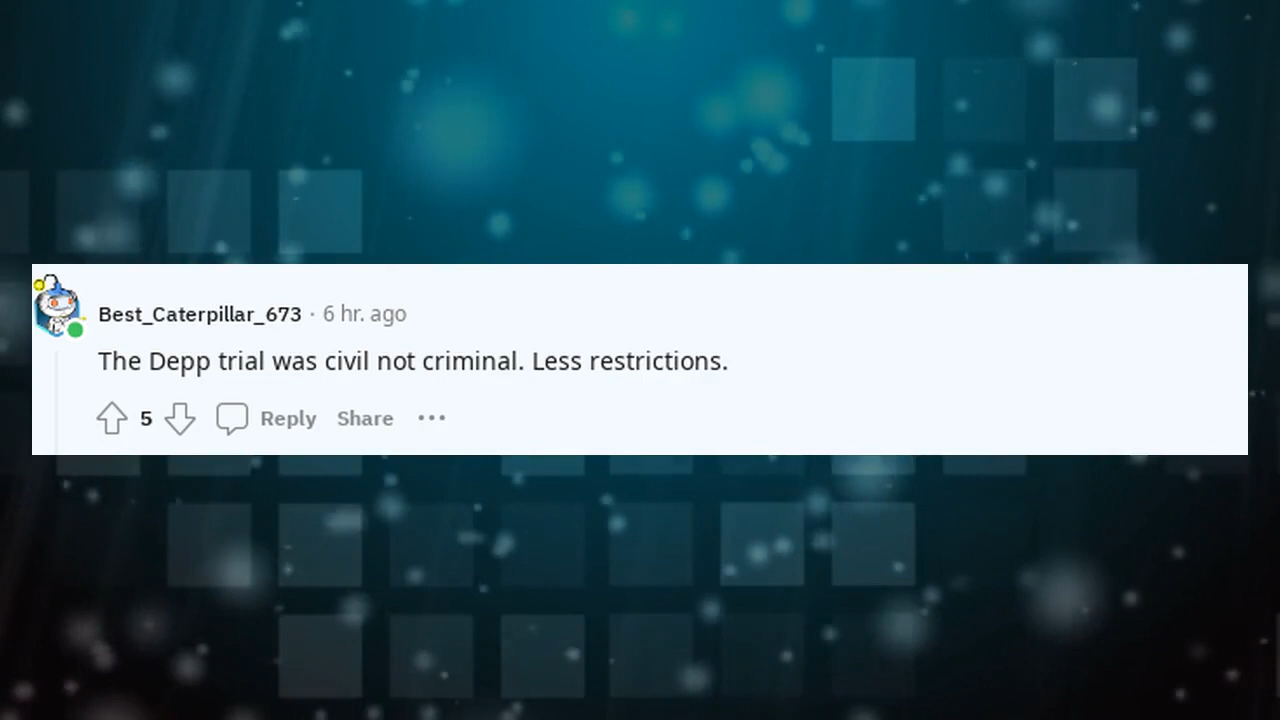 Best_Caterpillar_673 · 6 hr. ago
The Depp trial was civil not criminal. Less restrictions.
5 Reply Share ···